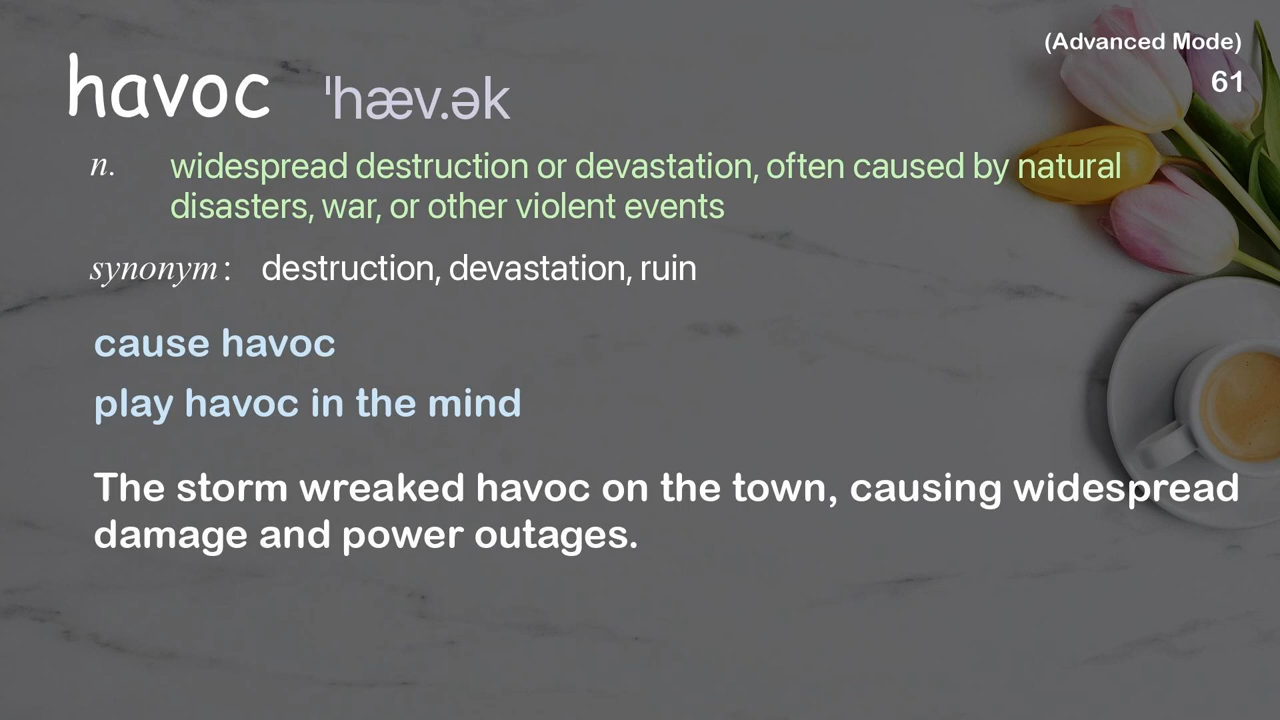 (Advanced Mode)
61
havoc ˈhæv.ək
n. widespread destruction or devastation, often caused by natural
disasters, war, or other violent events
synonym: destruction, devastation, ruin
cause havoc
play havoc in the mind
The storm wreaked havoc on the town, causing widespread
damage and power outages.